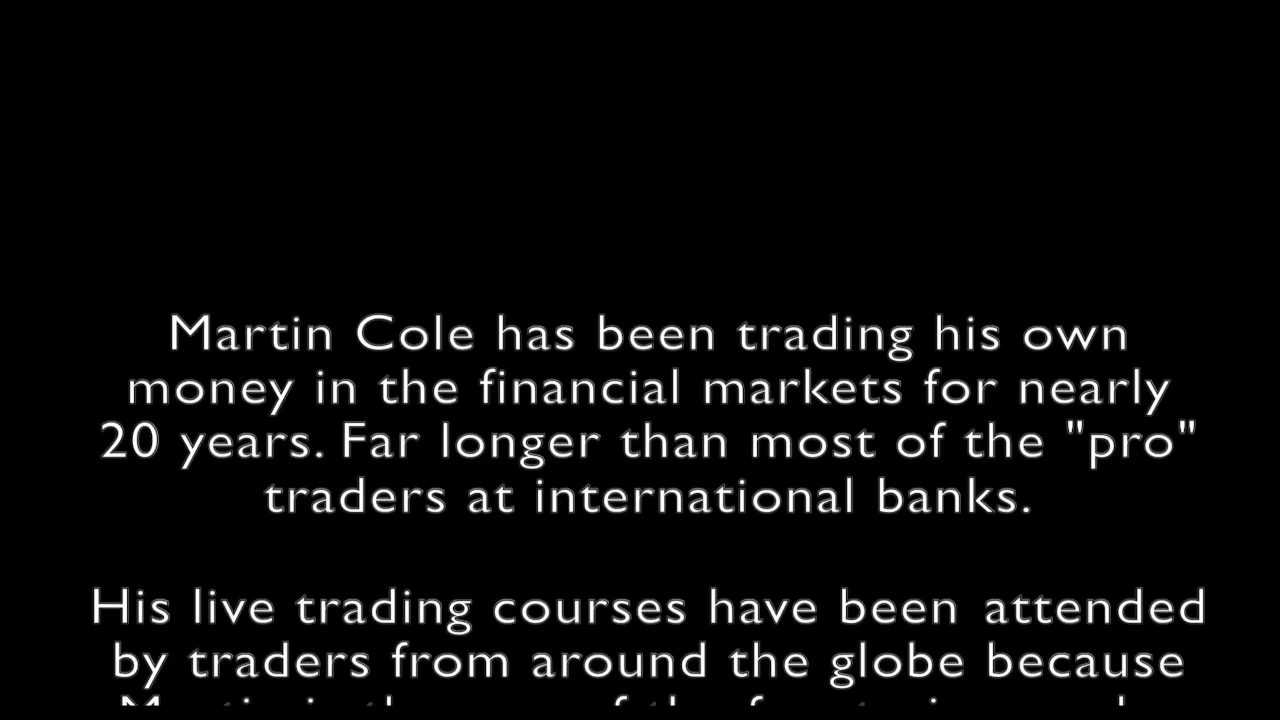 Martin Cole has been trading his own
money in the financial markets for nearly
20 years. Far longer than most of the "pro"
traders at international banks.
His live trading courses have been attended
by traders from around the globe because